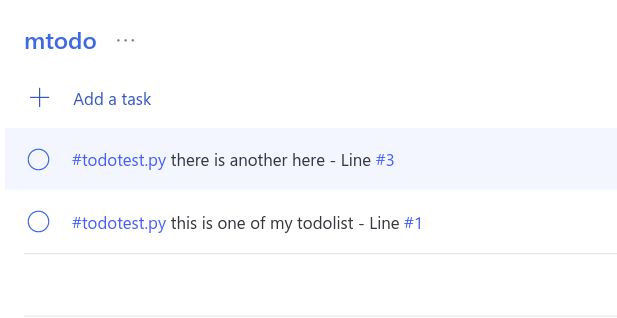 mtodo ...
Add a task
#todotest.py there is another here - Line #3
#todotest.py this is one of my todolist - Line #1